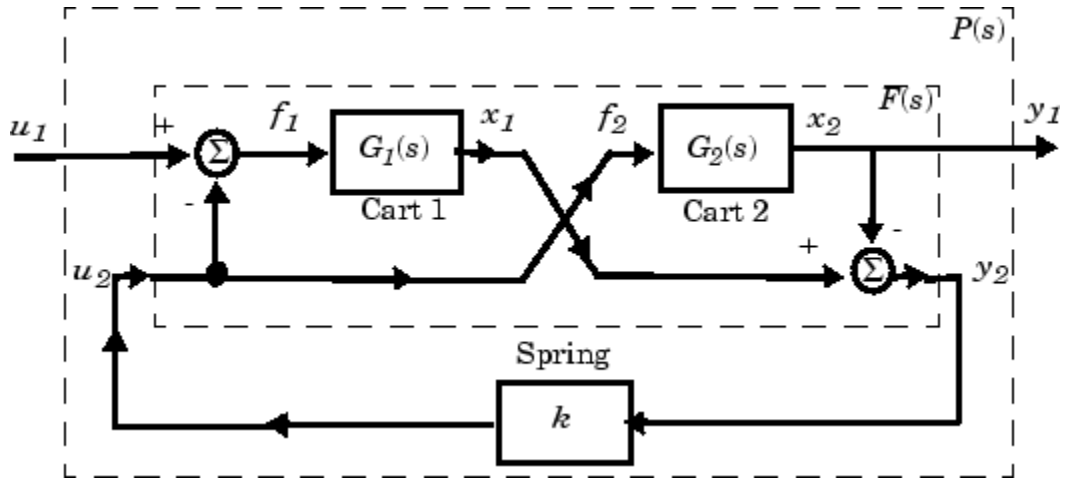 P(s)
F(s)
u₁
+
Σ
f₁
G₁(s)
x₁
f₂
G₂(s)
x₂
y₁
Cart 1
Cart 2
-
-
u₂
+
Σ
y₂
Spring
k